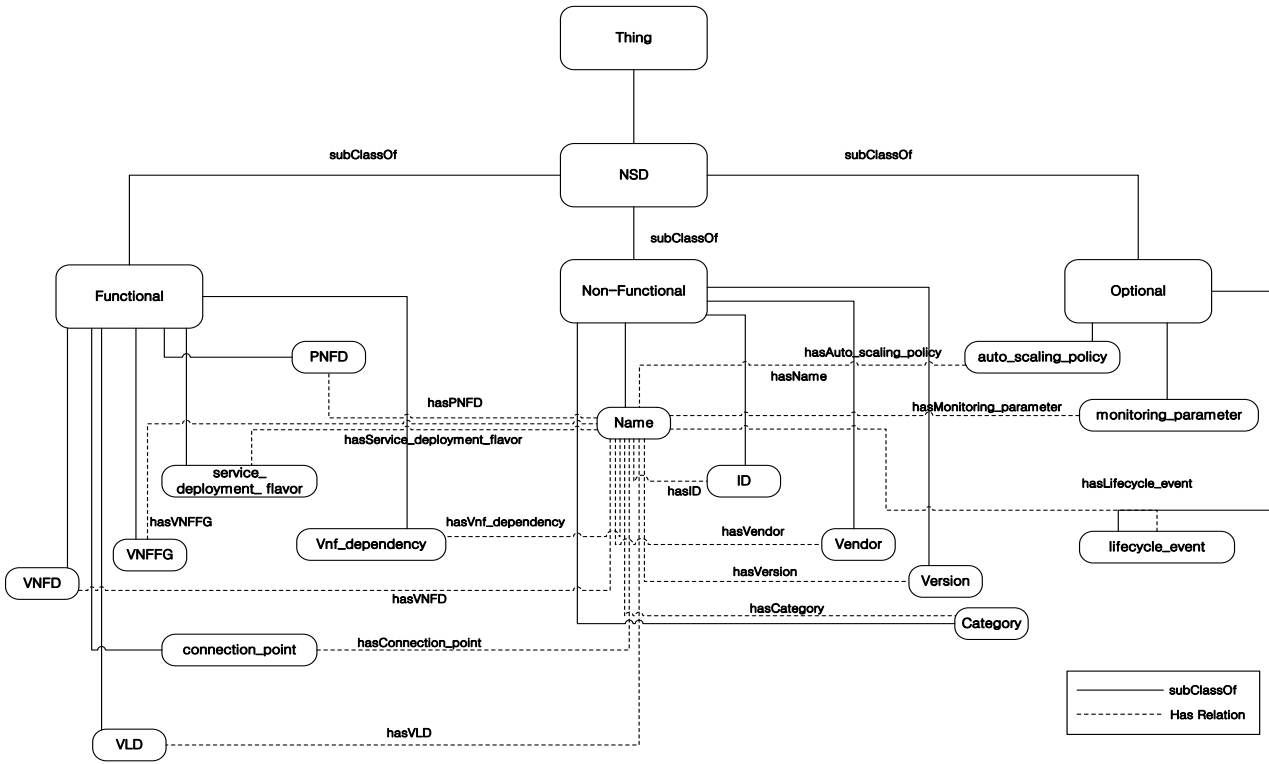 Thing
subClassOf
subClassOf
NSD
subClassOf
Functional
Non-Functional
Optional
PNFD
hasAuto_scaling_policy
auto_scaling_policy
hasName
hasPNFD
hasMonitoring_parameter
monitoring_parameter
Name
hasService_deployment_flavor
service_
deployment_ flavor
ID
hasID
hasLifecycle_event
hasVNFFG
hasVnf_dependency
hasVendor
Vnf_dependency
Vendor
lifecycle_event
VNFFG
hasVersion
VNFD
Version
hasVNFD
hasCategory
Category
connection_point
hasConnection_point
subClassOf
Has Relation
hasVLD
VLD